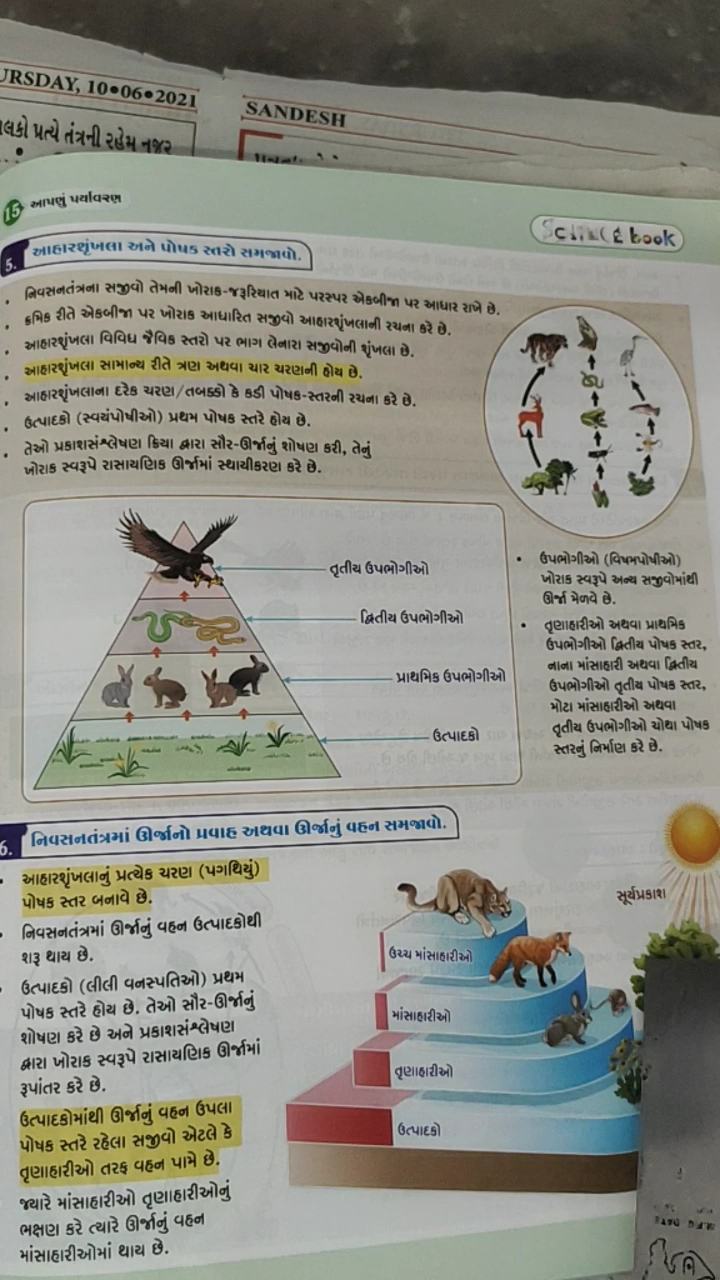 URSDAY, 10•06•2021
SANDESH
લકો પ્રત્યે તંત્રની રહેમ નજર
15 આપણું પર્યાવરણ
SCIENCE book
5. આહારશૃંખલા અને પોષક સ્તરો સમજાવો.
• નિવસનતંત્રના સજીવો તેમની ખોરાક-જરૂરિયાત માટે પરસ્પર એકબીજા પર આધાર રાખે છે.
• ક્રમિક રીતે એકબીજા પર ખોરાક આધારિત સજીવો આહારશૃંખલાની રચના કરે છે.
• આહારશૃંખલા વિવિધ જૈવિક સ્તરો પર ભાગ લેનારા સજીવોની શૃંખલા છે.
• આહારશૃંખલા સામાન્ય રીતે ત્રણ અથવા ચાર ચરણની હોય છે.
• આહારશૃંખલાના દરેક ચરણ/તબક્કો કે કડી પોષક-સ્તરની રચના કરે છે.
• ઉત્પાદકો (સ્વયંપોષીઓ) પ્રથમ પોષક સ્તરે હોય છે.
• તેઓ પ્રકાશસંશ્લેષણ ક્રિયા દ્વારા સૌર-ઊર્જાનું શોષણ કરી, તેનું
ખોરાક સ્વરૂપે રાસાયણિક ઊર્જામાં સ્થાયીકરણ કરે છે.
તૃતીય ઉપભોગીઓ
દ્વિતીય ઉપભોગીઓ
પ્રાથમિક ઉપભોગીઓ
ઉત્પાદકો
• ઉપભોગીઓ (વિષમપોષીઓ)
ખોરાક સ્વરૂપે અન્ય સજીવોમાંથી
ઊર્જા મેળવે છે.
• તૃણાહારીઓ અથવા પ્રાથમિક
ઉપભોગીઓ દ્વિતીય પોષક સ્તર,
નાના માંસાહારી અથવા દ્વિતીય
ઉપભોગીઓ તૃતીય પોષક સ્તર,
મોટા માંસાહારીઓ અથવા
તૃતીય ઉપભોગીઓ ચોથા પોષક
સ્તરનું નિર્માણ કરે છે.
6. નિવસનતંત્રમાં ઊર્જાનો પ્રવાહ અથવા ઊર્જાનું વહન સમજાવો.
• આહારશૃંખલાનું પ્રત્યેક ચરણ (પગથિયું)
પોષક સ્તર બનાવે છે.
• નિવસનતંત્રમાં ઊર્જાનું વહન ઉત્પાદકોથી
શરૂ થાય છે.
• ઉત્પાદકો (લીલી વનસ્પતિઓ) પ્રથમ
પોષક સ્તરે હોય છે. તેઓ સૌર-ઊર્જાનું
શોષણ કરે છે અને પ્રકાશસંશ્લેષણ
દ્વારા ખોરાક સ્વરૂપે રાસાયણિક ઊર્જામાં
રૂપાંતર કરે છે.
ઉત્પાદકોમાંથી ઊર્જાનું વહન ઉપલા
પોષક સ્તરે રહેલા સજીવો એટલે કે
તૃણાહારીઓ તરફ વહન પામે છે.
જ્યારે માંસાહારીઓ તૃણાહારીઓનું
ભક્ષણ કરે ત્યારે ઊર્જાનું વહન
માંસાહારીઓમાં થાય છે.
સૂર્યપ્રકાશ
ઉચ્ચ માંસાહારીઓ
માંસાહારીઓ
તૃણાહારીઓ
ઉત્પાદકો